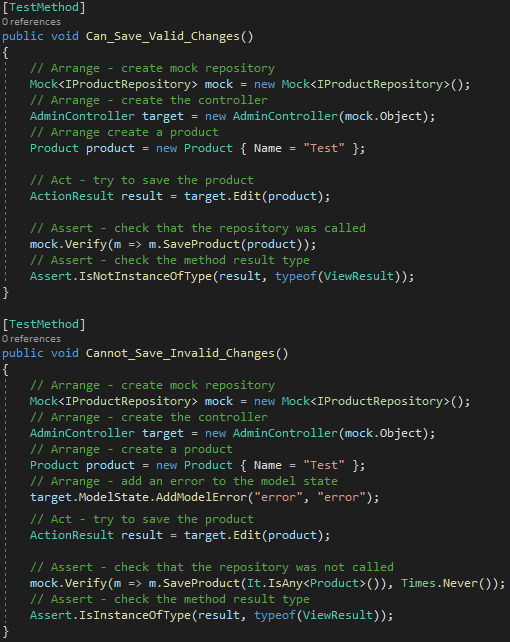 [TestMethod]
0 references
public void Can_Save_Valid_Changes()
{
// Arrange - create mock repository
Mock<IProductRepository> mock = new Mock<IProductRepository>();
// Arrange - create the controller
AdminController target = new AdminController(mock.Object);
// Arrange create a product
Product product = new Product { Name = "Test" };
// Act - try to save the product
ActionResult result = target.Edit(product);
// Assert - check that the repository was called
mock.Verify(m => m.SaveProduct(product));
// Assert - check the method result type
Assert.IsNotInstanceOfType(result, typeof(ViewResult));
}
[TestMethod]
0 references
public void Cannot_Save_Invalid_Changes()
{
// Arrange - create mock repository
Mock<IProductRepository> mock = new Mock<IProductRepository>();
// Arrange - create the controller
AdminController target = new AdminController(mock.Object);
// Arrange - create a product
Product product = new Product { Name = "Test" };
// Arrange - add an error to the model state
target.ModelState.AddModelError("error", "error");
// Act - try to save the product
ActionResult result = target.Edit(product);
// Assert - check that the repository was not called
mock.Verify(m => m.SaveProduct(It.IsAny<Product>()), Times.Never());
// Assert - check the method result type
Assert.IsInstanceOfType(result, typeof(ViewResult));
}